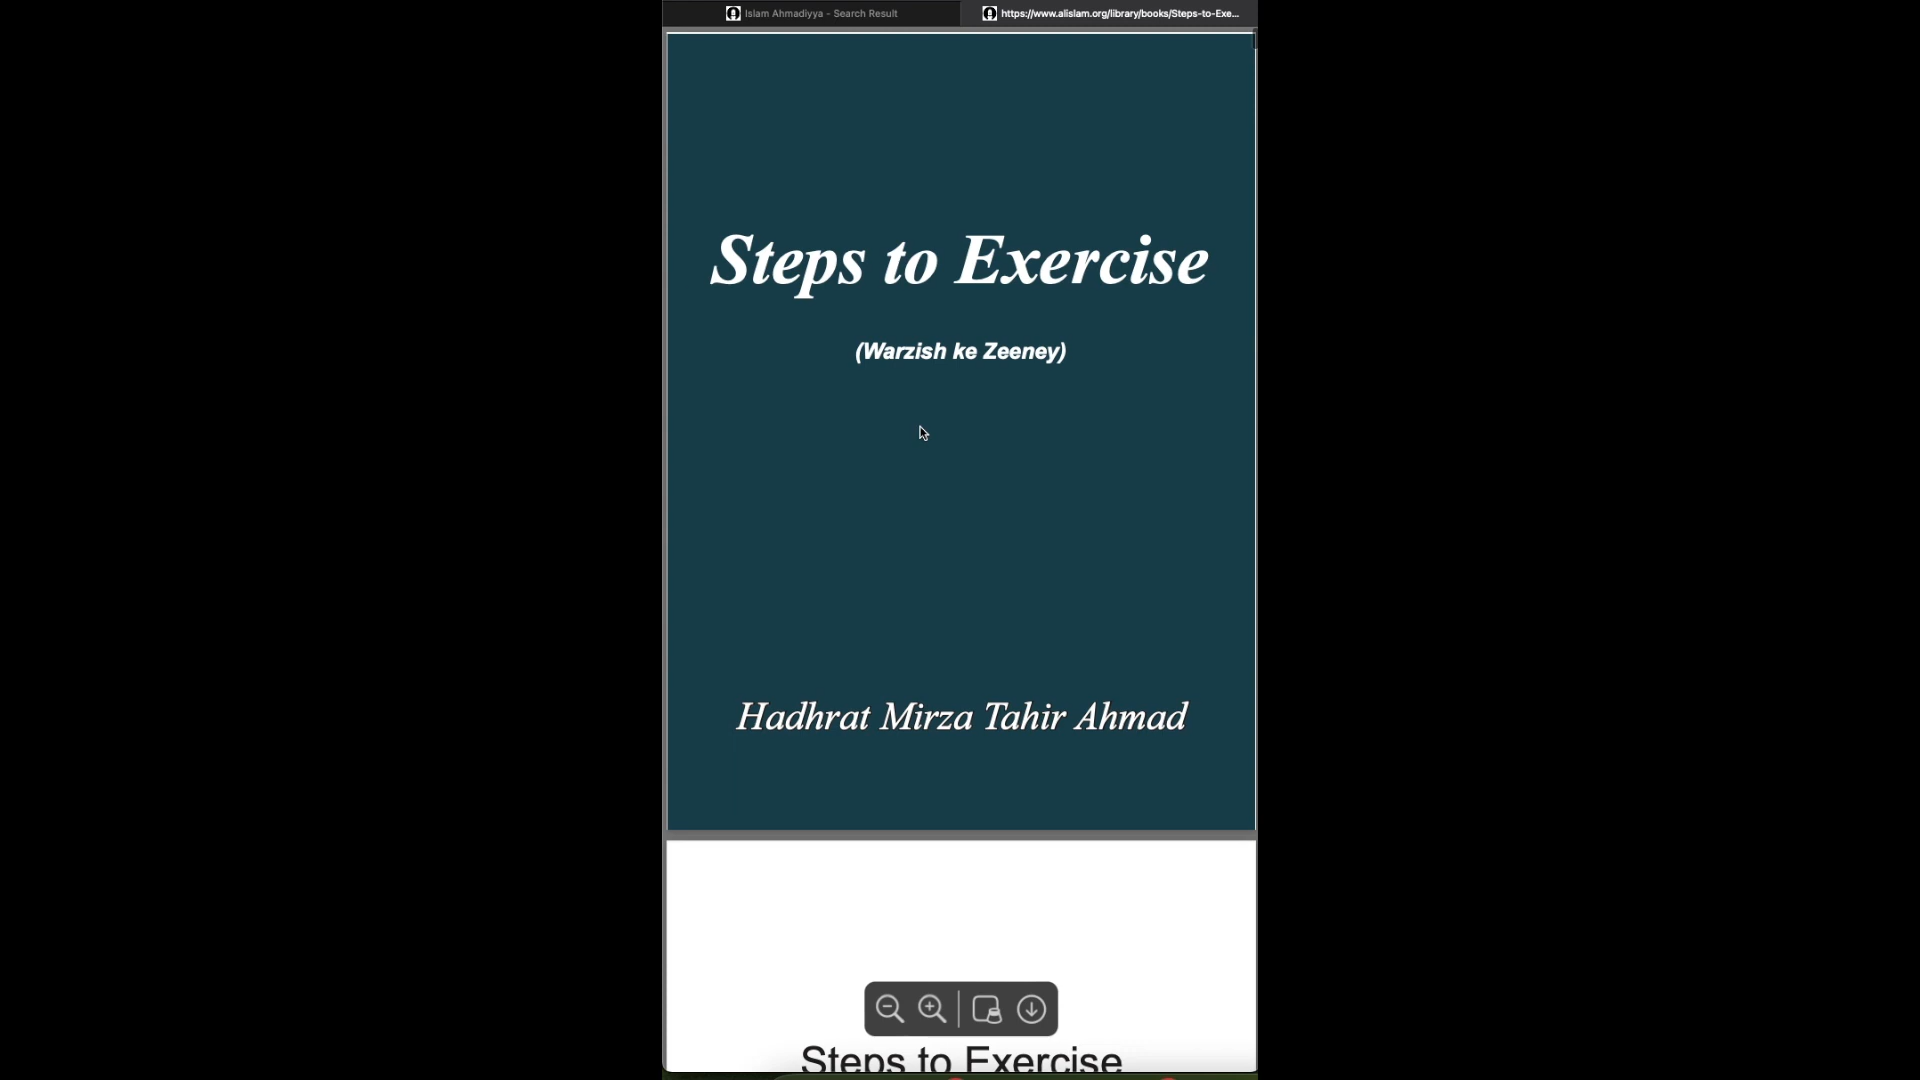 Islam Ahmadiyya - Search Result
https://www.alislam.org/library/books/Steps-to-Exe...
Steps to Exercise
(Warzish ke Zeeney)
Hadhrat Mirza Tahir Ahmad
Steps to Exercise